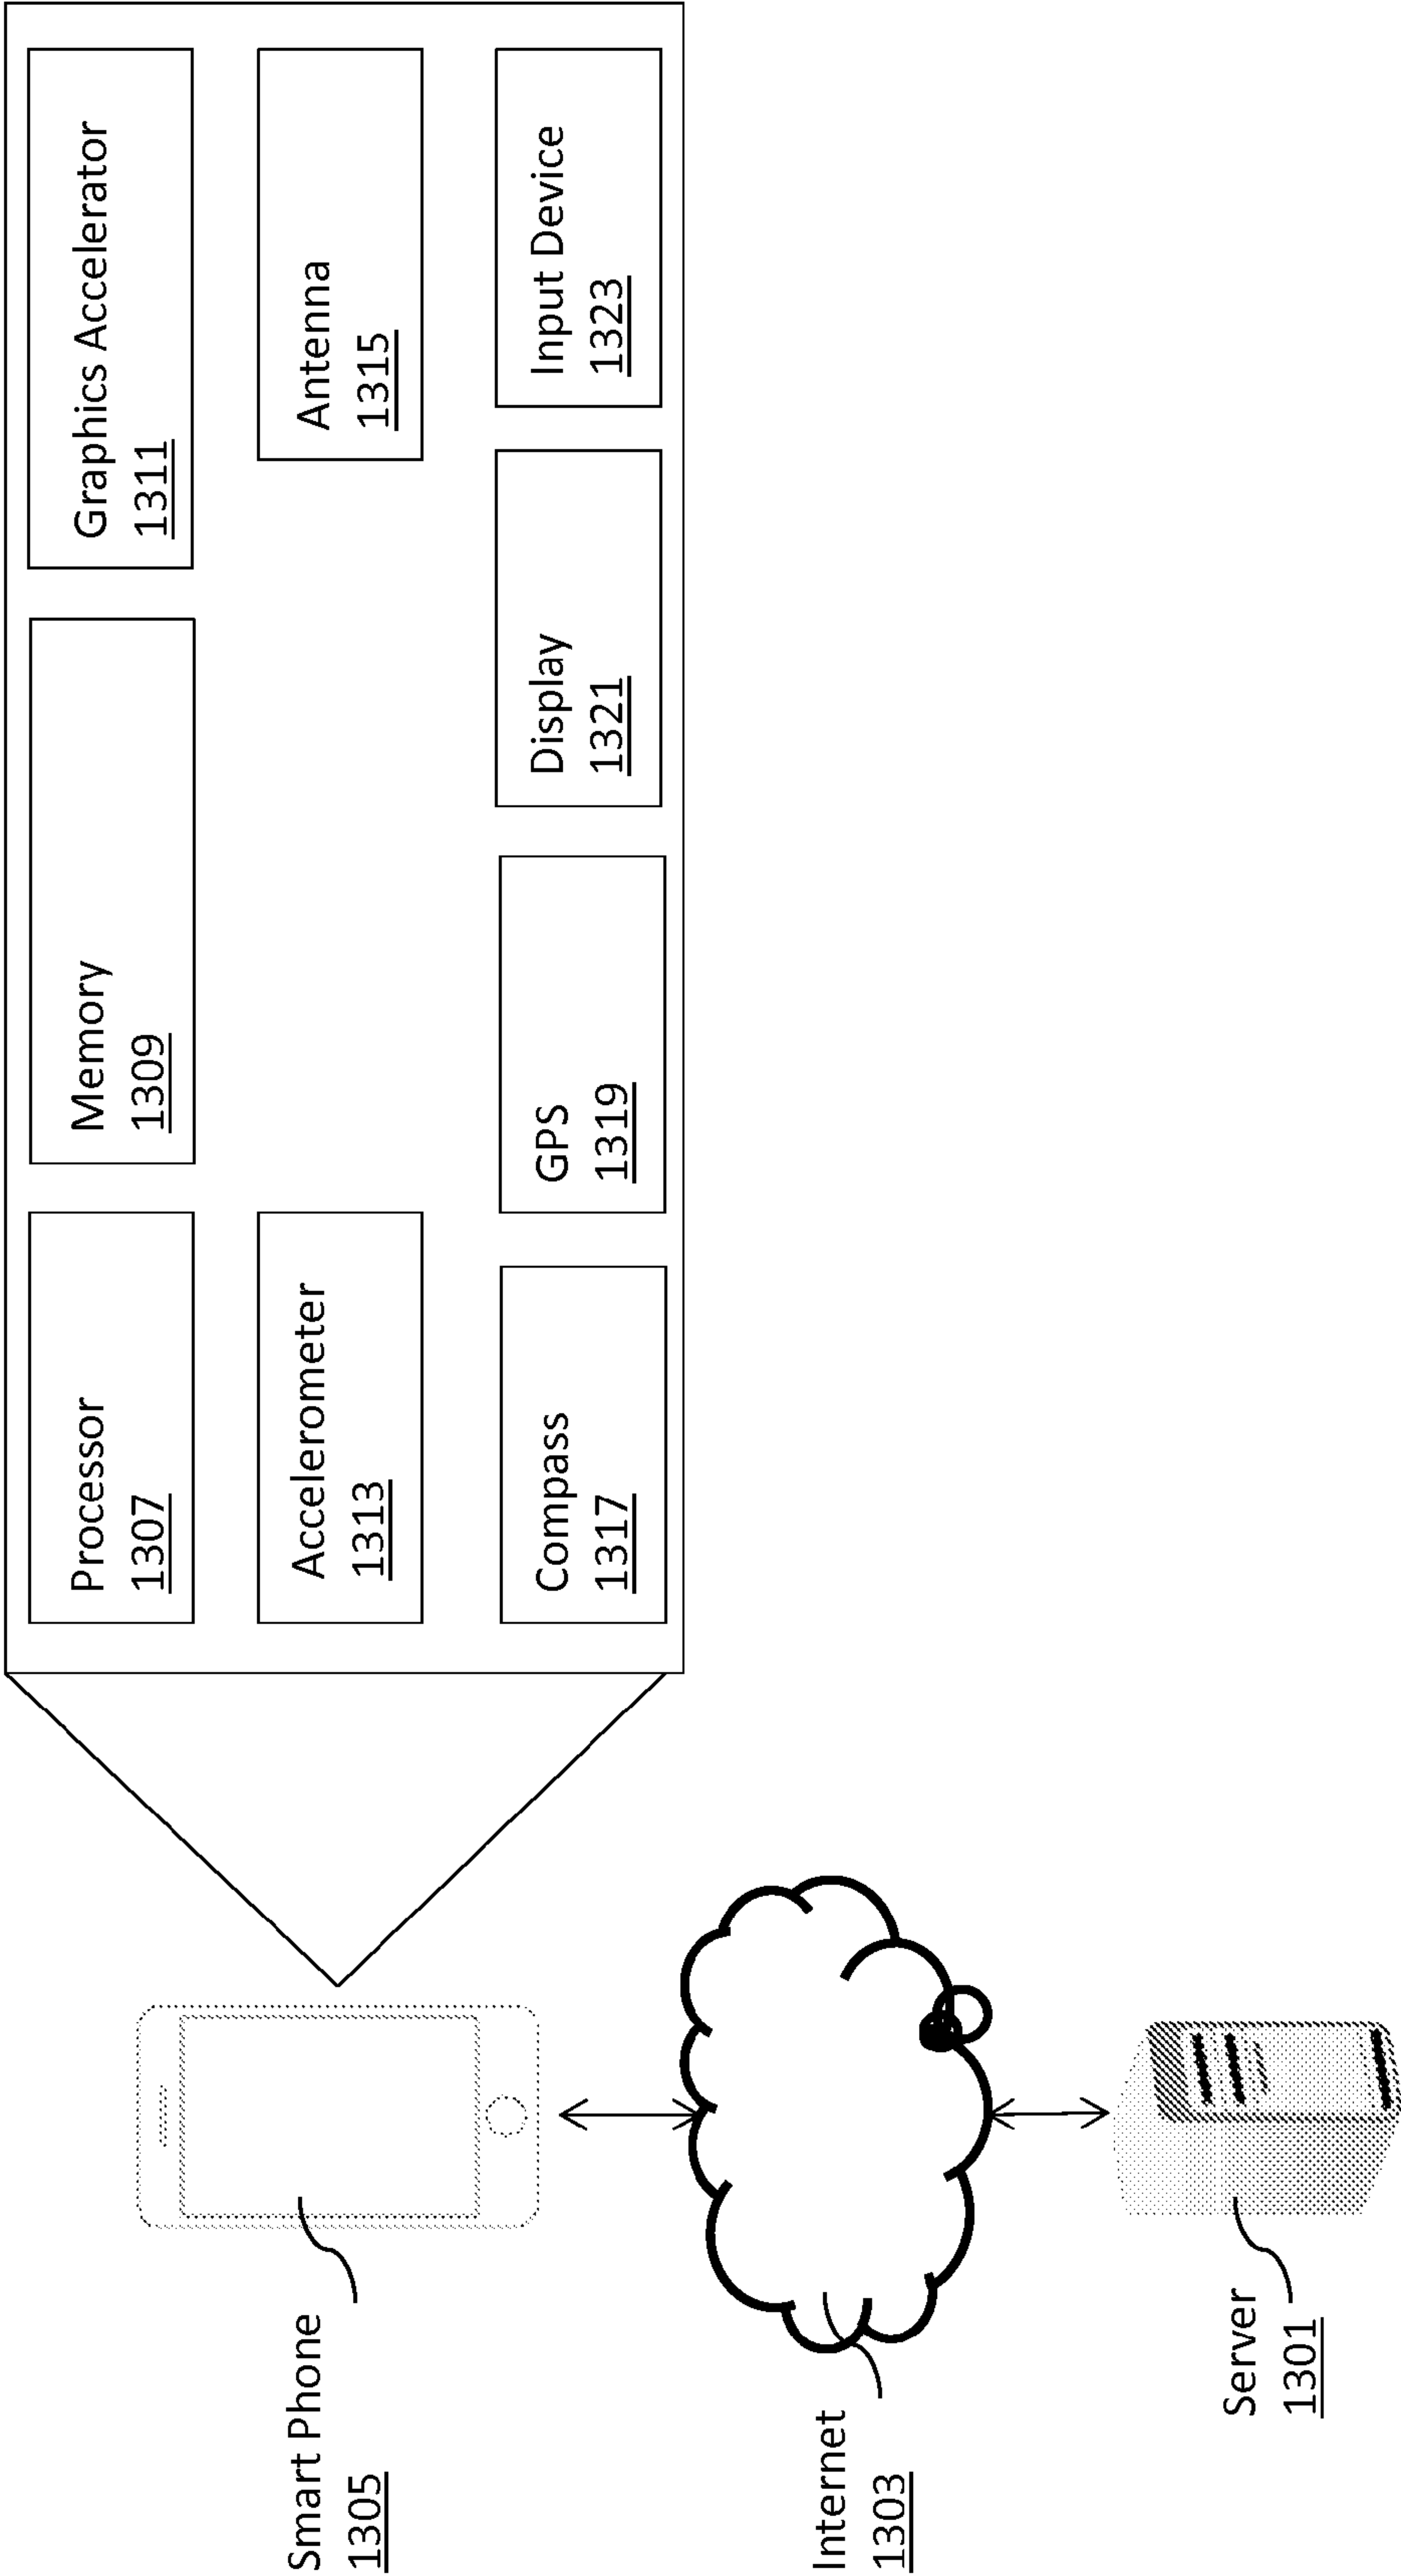 Smart Phone
1305
Processor
1307
Memory
1309
Graphics Accelerator
1311
Accelerometer
1313
Antenna
1315
Compass
1317
GPS
1319
Display
1321
Input Device
1323
Internet
1303
Server
1301